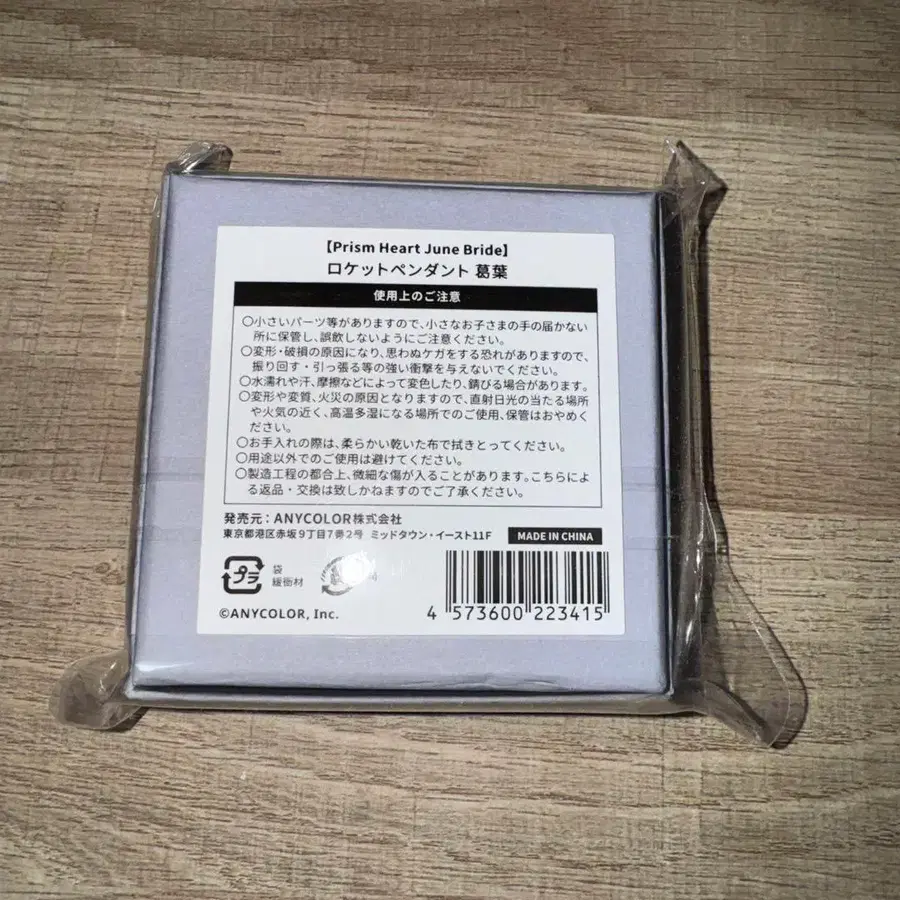 【Prism Heart June Bride】
ロケットペンダント 葛葉
使用上のご注意
○小さいパーツ等がありますので、小さなお子さまの手の届かない
所に保管し、誤飲しないようにご注意ください。
○変形・破損の原因になり、思わぬケガをする恐れがありますので、
振り回す・引っ張る等の強い衝撃を与えないでください。
○水濡れや汗、摩擦などによって変色したり、錆びる場合があります。
○変形や変質、火災の原因となりますので、直射日光の当たる場所
や火気の近く、高温多湿になる場所でのご使用、保管はおやめく
ださい。
○お手入れの際は、柔らかい乾いた布で拭きとってください。
○用途以外でのご使用は避けてください。
○製造工程の都合上、微細な傷が入ることがあります。こちらによ
る返品・交換は致しかねますのでご了承ください。
発売元：ANYCOLOR株式会社
東京都港区赤坂9丁目7番2号 ミッドタウン・イースト11F
MADE IN CHINA
プラ
袋
緩衝材
©ANYCOLOR, Inc.
4 573600 223415